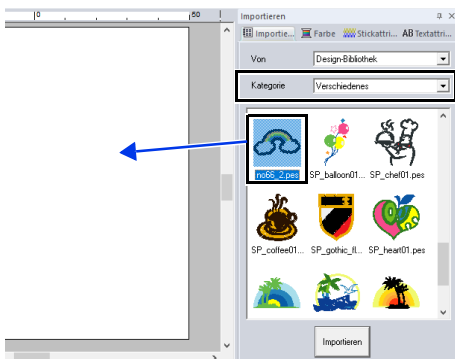 0
50
Importieren
Importie... Farbe Stickattri... AB Textattri...
Von Design-Bibliothek
Kategorie Verschiedenes
no66_2.pes SP_balloon01... SP_chef01.pes
SP_coffee01... SP_gothic_fl... SP_heart01.pes
Importieren